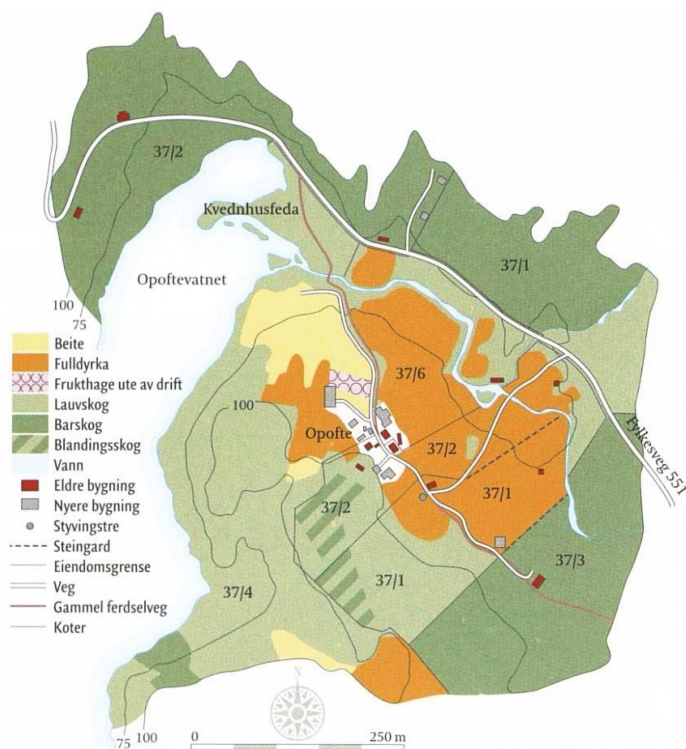 37/2
Kvednhusfeda
37/1
Opoftevatnet
100
75
Beite
Fulldyrka
Frukthage ute av drift
Lauvskog
Barskog
Blandingsskog
Vann
Eldre bygning
Nyere bygning
Styvingstre
Steingard
Eiendomsgrense
Veg
Gammel ferdselveg
Koter
37/6
100
Opofte
37/2
Fylkesveg 551
37/2
37/1
37/3
37/4
37/1
75
100
N
0
250 m